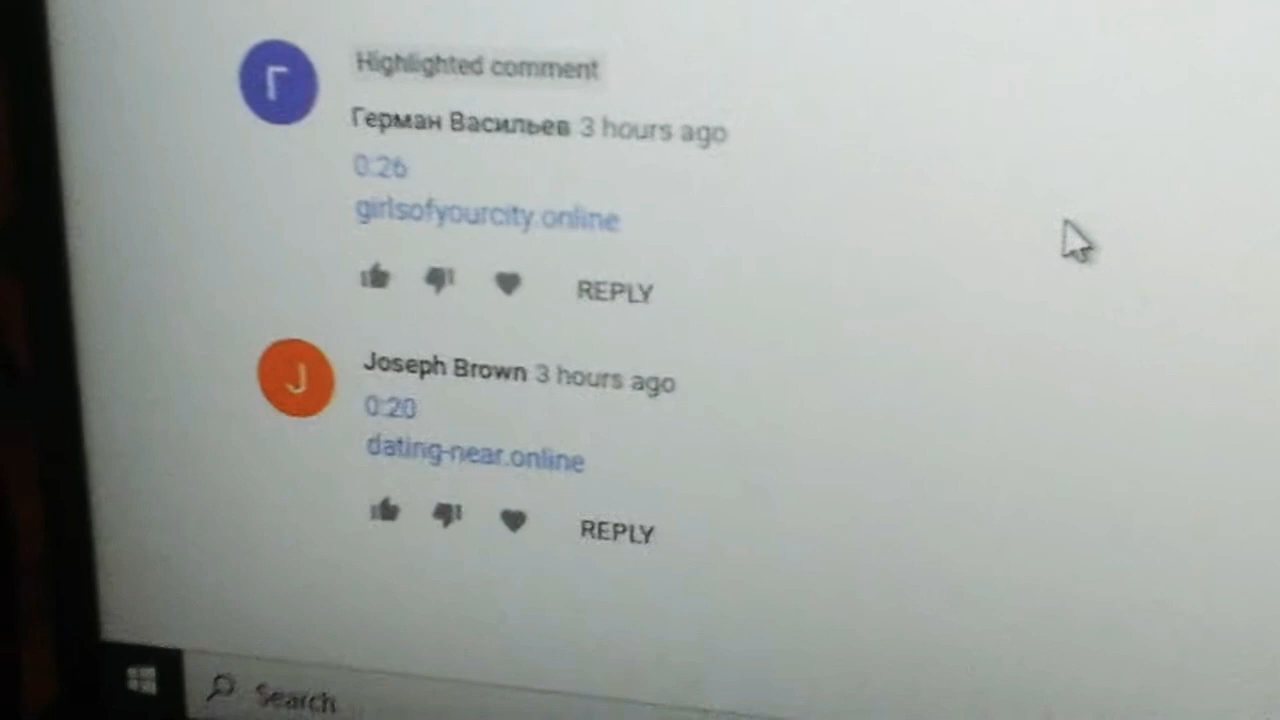 Г
Highlighted comment
Герман Васильев 3 hours ago
0:26
girlsofyourcity.online
REPLY
J
Joseph Brown 3 hours ago
0:20
dating-near.online
REPLY
Search